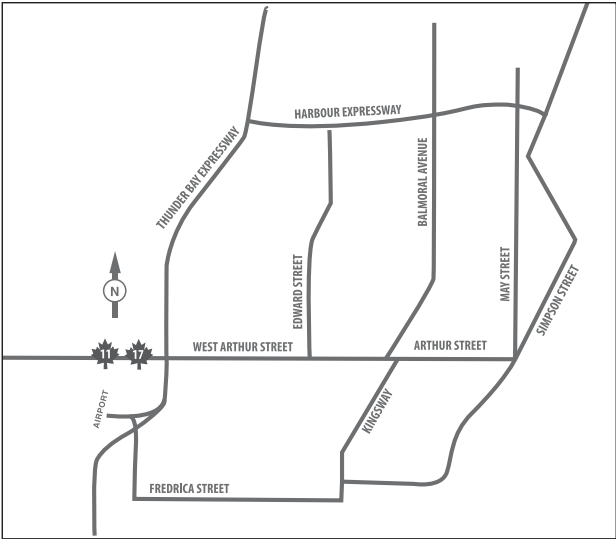 HARBOUR EXPRESSWAY
THUNDER BAY EXPRESSWAY
BALMORAL AVENUE
EDWARD STREET
MAY STREET
SIMPSON STREET
N
WEST ARTHUR STREET
ARTHUR STREET
11
17
AIRPORT
KINGSWAY
FREDRICA STREET